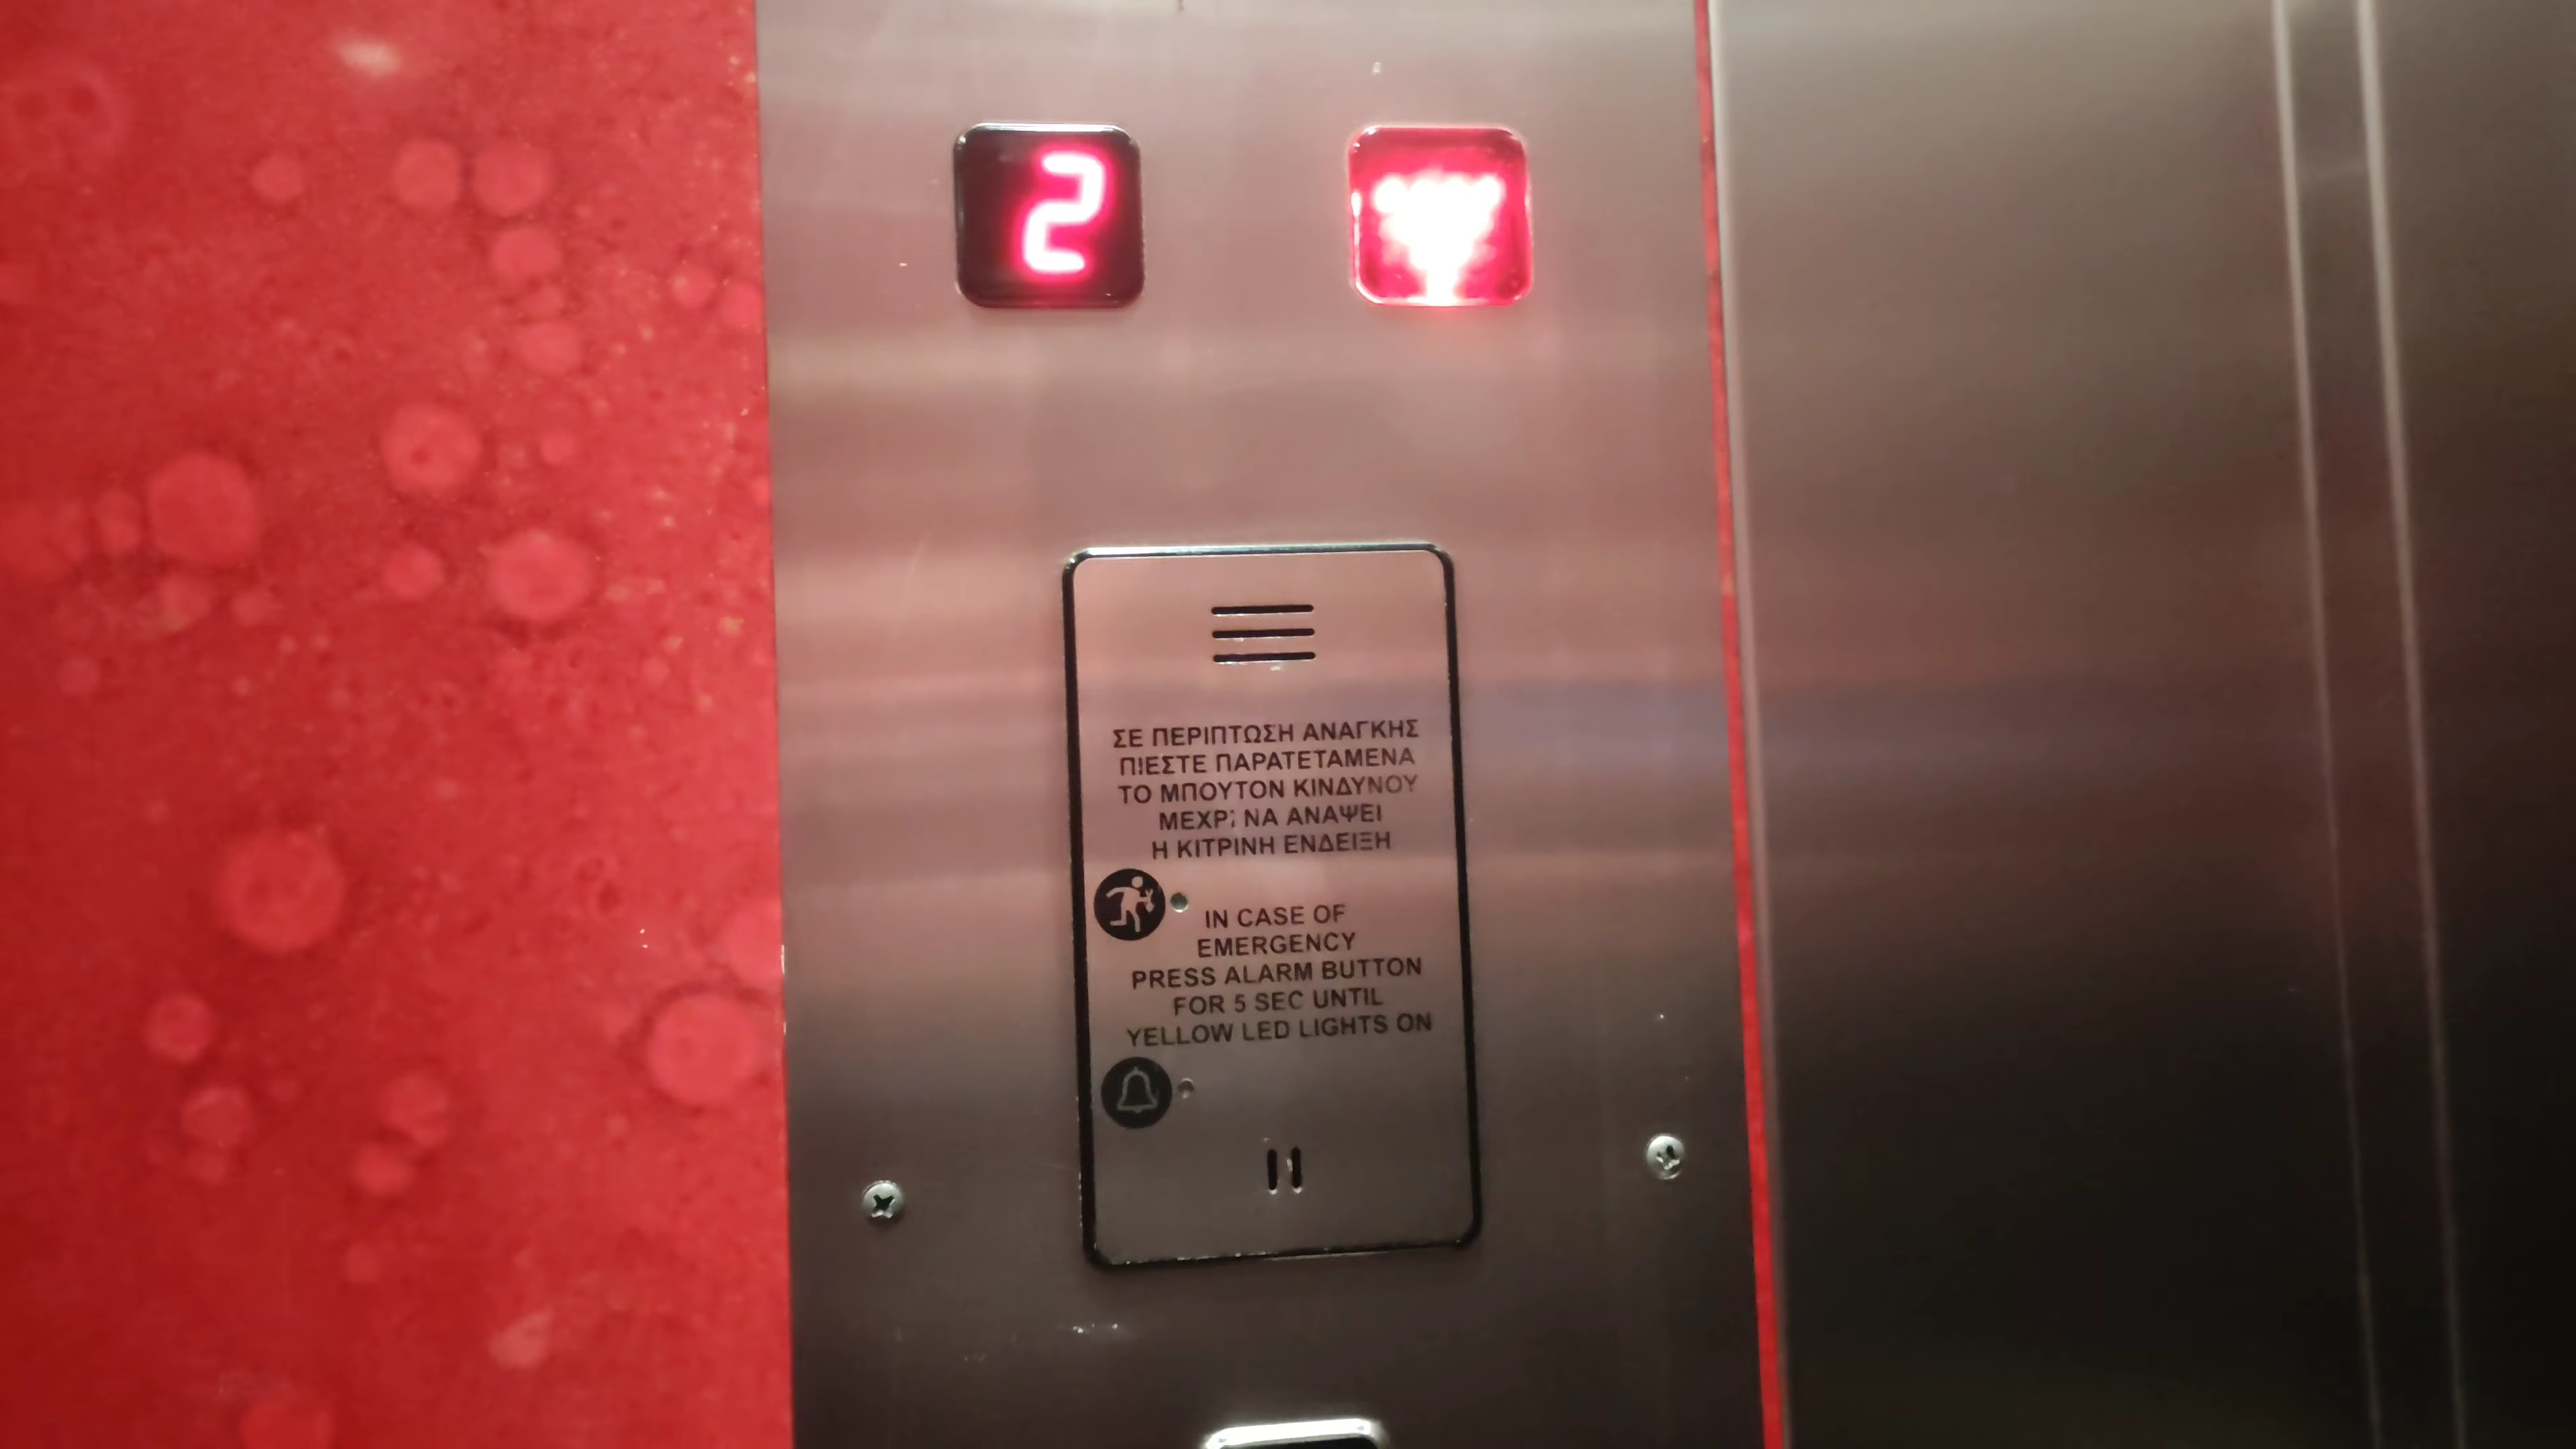 2
ΣΕ ΠΕΡΙΠΤΩΣΗ ΑΝΑΓΚΗΣ
ΠΙΕΣΤΕ ΠΑΡΑΤΕΤΑΜΕΝΑ
ΤΟ ΜΠΟΥΤΟΝ ΚΙΝΔΥΝΟΥ
ΜΕΧΡΙ ΝΑ ΑΝΑΨΕΙ
Η ΚΙΤΡΙΝΗ ΕΝΔΕΙΞΗ
IN CASE OF
EMERGENCY
PRESS ALARM BUTTON
FOR 5 SEC UNTIL
YELLOW LED LIGHTS ON